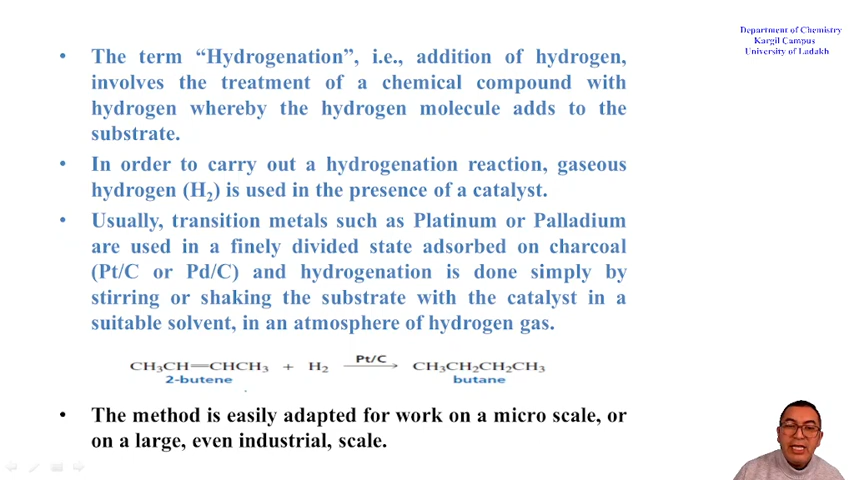 Department of Chemistry
Kargil Campus
University of Ladakh
• The term “Hydrogenation”, i.e., addition of hydrogen,
involves the treatment of a chemical compound with
hydrogen whereby the hydrogen molecule adds to the
substrate.
• In order to carry out a hydrogenation reaction, gaseous
hydrogen (H₂) is used in the presence of a catalyst.
• Usually, transition metals such as Platinum or Palladium
are used in a finely divided state adsorbed on charcoal
(Pt/C or Pd/C) and hydrogenation is done simply by
stirring or shaking the substrate with the catalyst in a
suitable solvent, in an atmosphere of hydrogen gas.
CH₃CH=CHCH₃ + H₂ Pt/C → CH₃CH₂CH₂CH₃
2-butene butane
• The method is easily adapted for work on a micro scale, or
on a large, even industrial, scale.